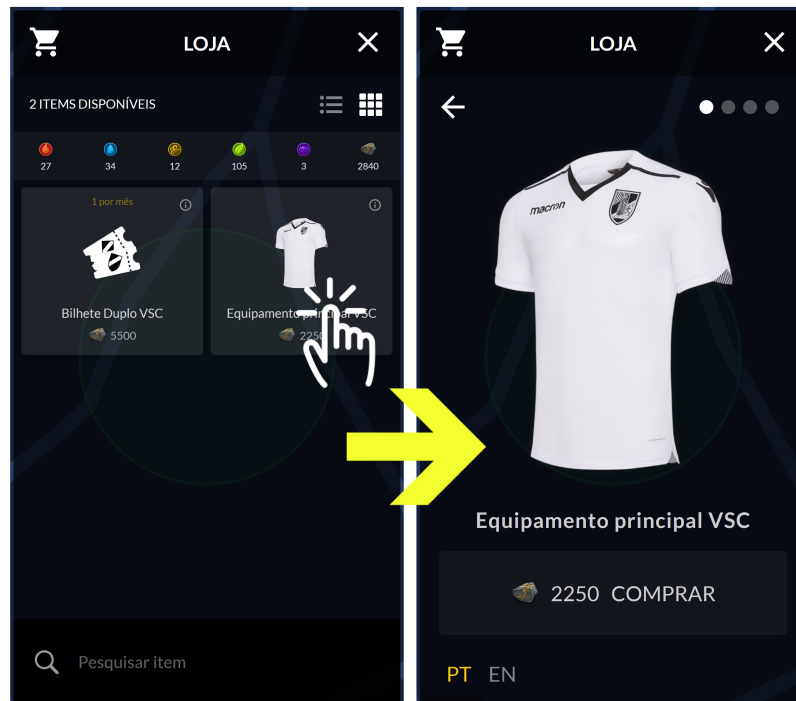 LOJA
2 ITEMS DISPONÍVEIS
27 34 12 105 3 2840
1 por mês
Bilhete Duplo VSC
5500
Equipamento principal VSC
2250
Pesquisar item
LOJA
macron
Equipamento principal VSC
2250 COMPRAR
PT EN